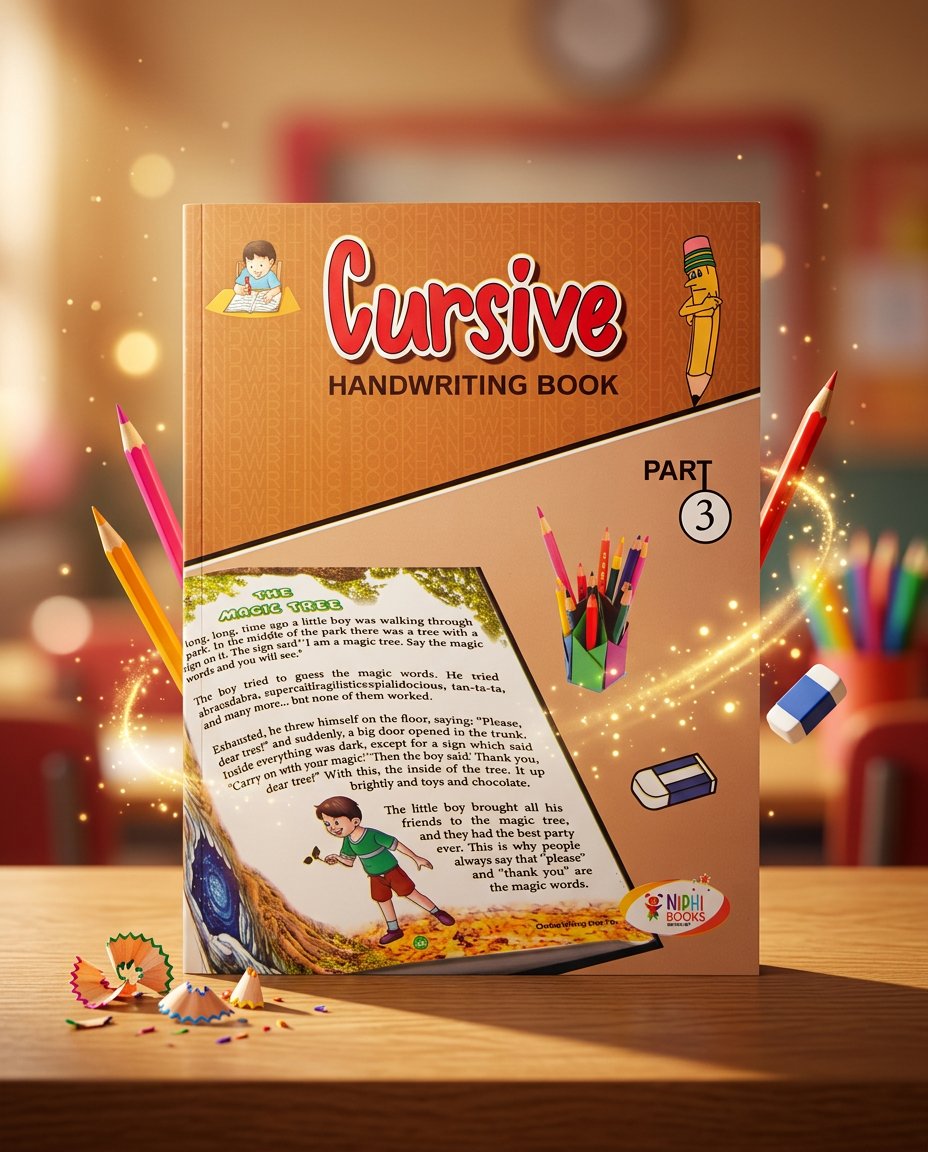 Cursive
HANDWRITING BOOK
PART
3
THE
MAGIC TREE
long, long, time ago a little boy was walking through
park. In the middle of the park there was a tree with a
sign on it. The sign said" I am a magic tree. Say the magic
words and you will see."
The boy tried to guess the magic words. He tried
abraosdabra, supercaitlragilisticsspialidocious, tan-ta-ta,
and many more... but none of them worked.
Exhausted, he threw himself on the floor, saying: "Please,
dear tres!" and suddenly, a big door opened in the trunk.
Inside everything was dark, except for a sign which said
"Carry on with your magic!" "Then the boy said.' Thank you,
dear tree!" With this, the inside of the tree. It up
brightly and toys and chocolate.
The little boy brought all his
friends to the magic tree,
and they had the best party
ever. This is why people
always say that "please"
and "thank you" are
the magic words.
NIPHI
BOOKS